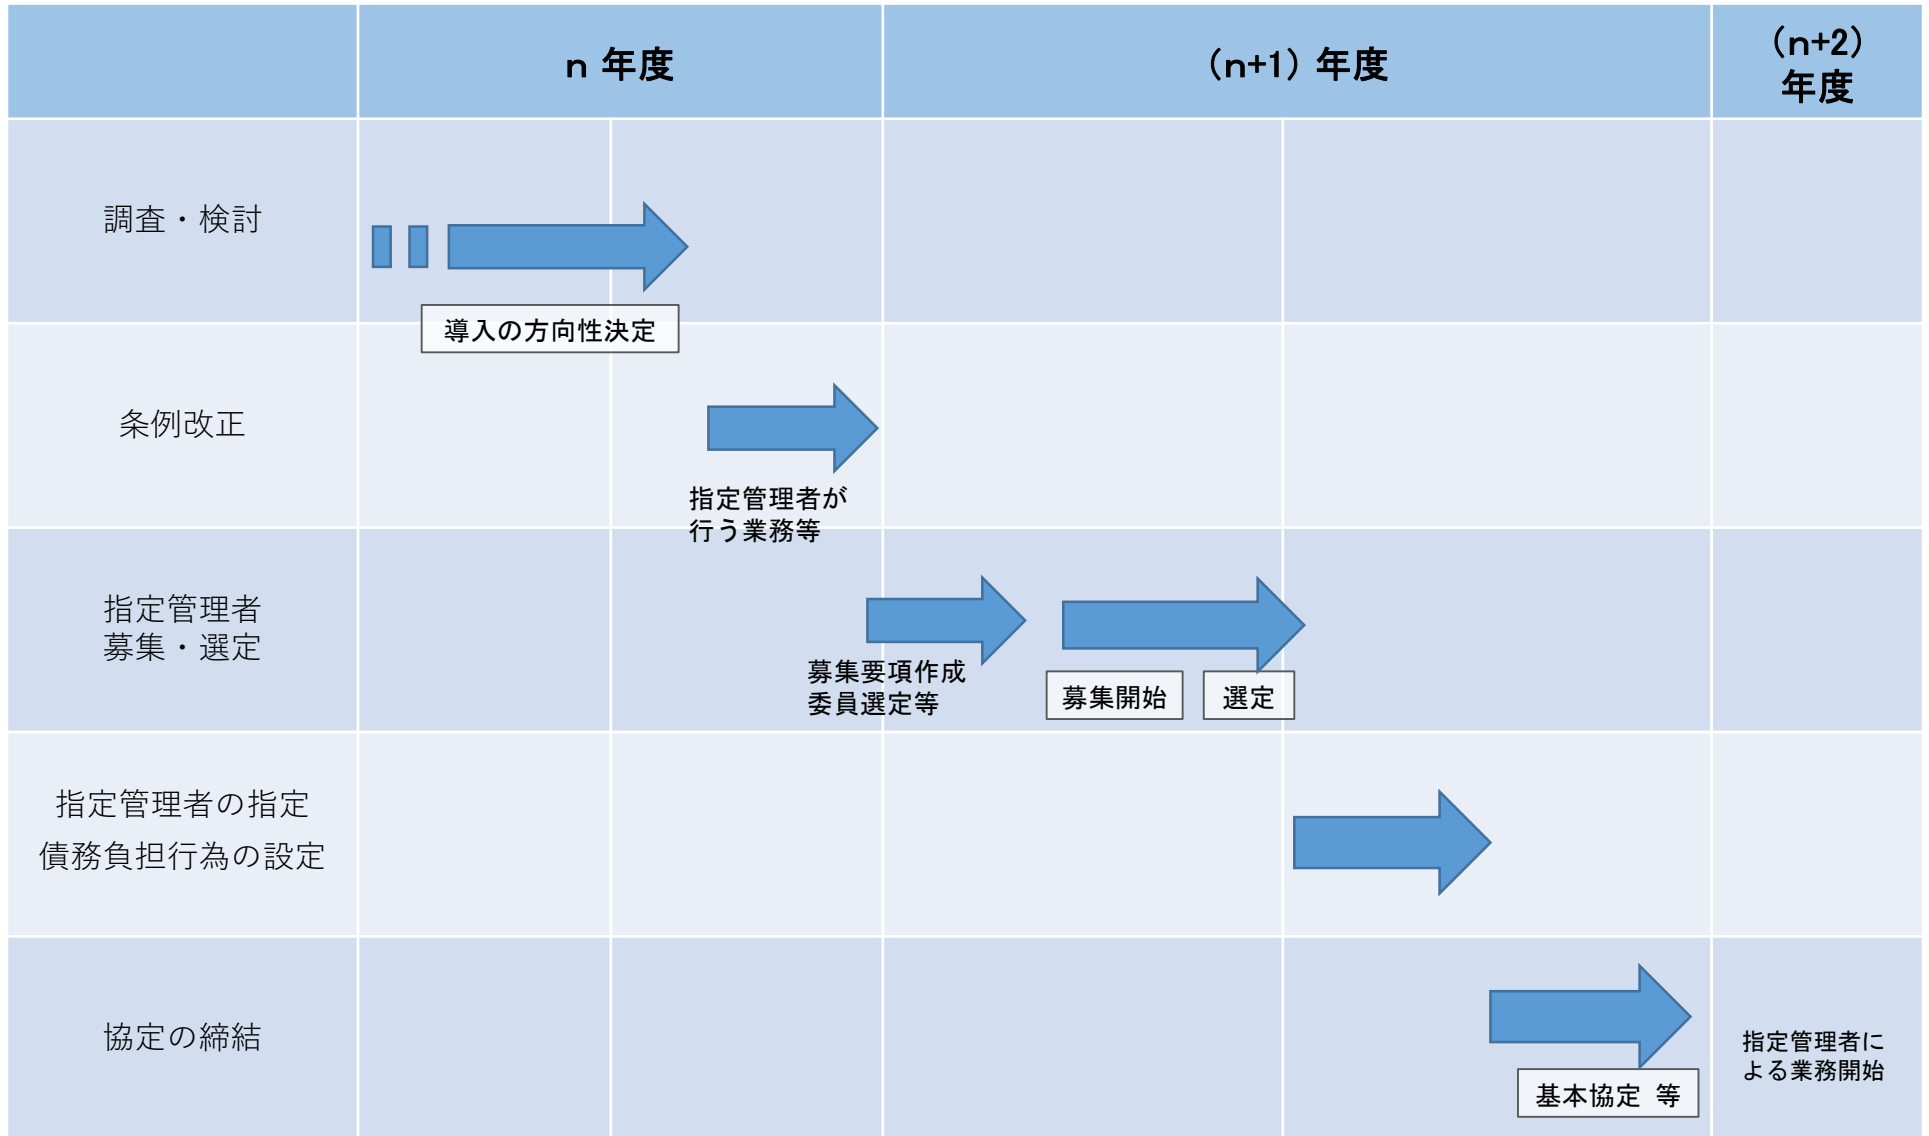 n 年度
（n+1）年度
（n+2）
年度
調査・検討
導入の方向性決定
条例改正
指定管理者が
行う業務等
指定管理者
募集・選定
募集要項作成
委員選定等
募集開始
選定
指定管理者の指定
債務負担行為の設定
協定の締結
基本協定 等
指定管理者に
よる業務開始